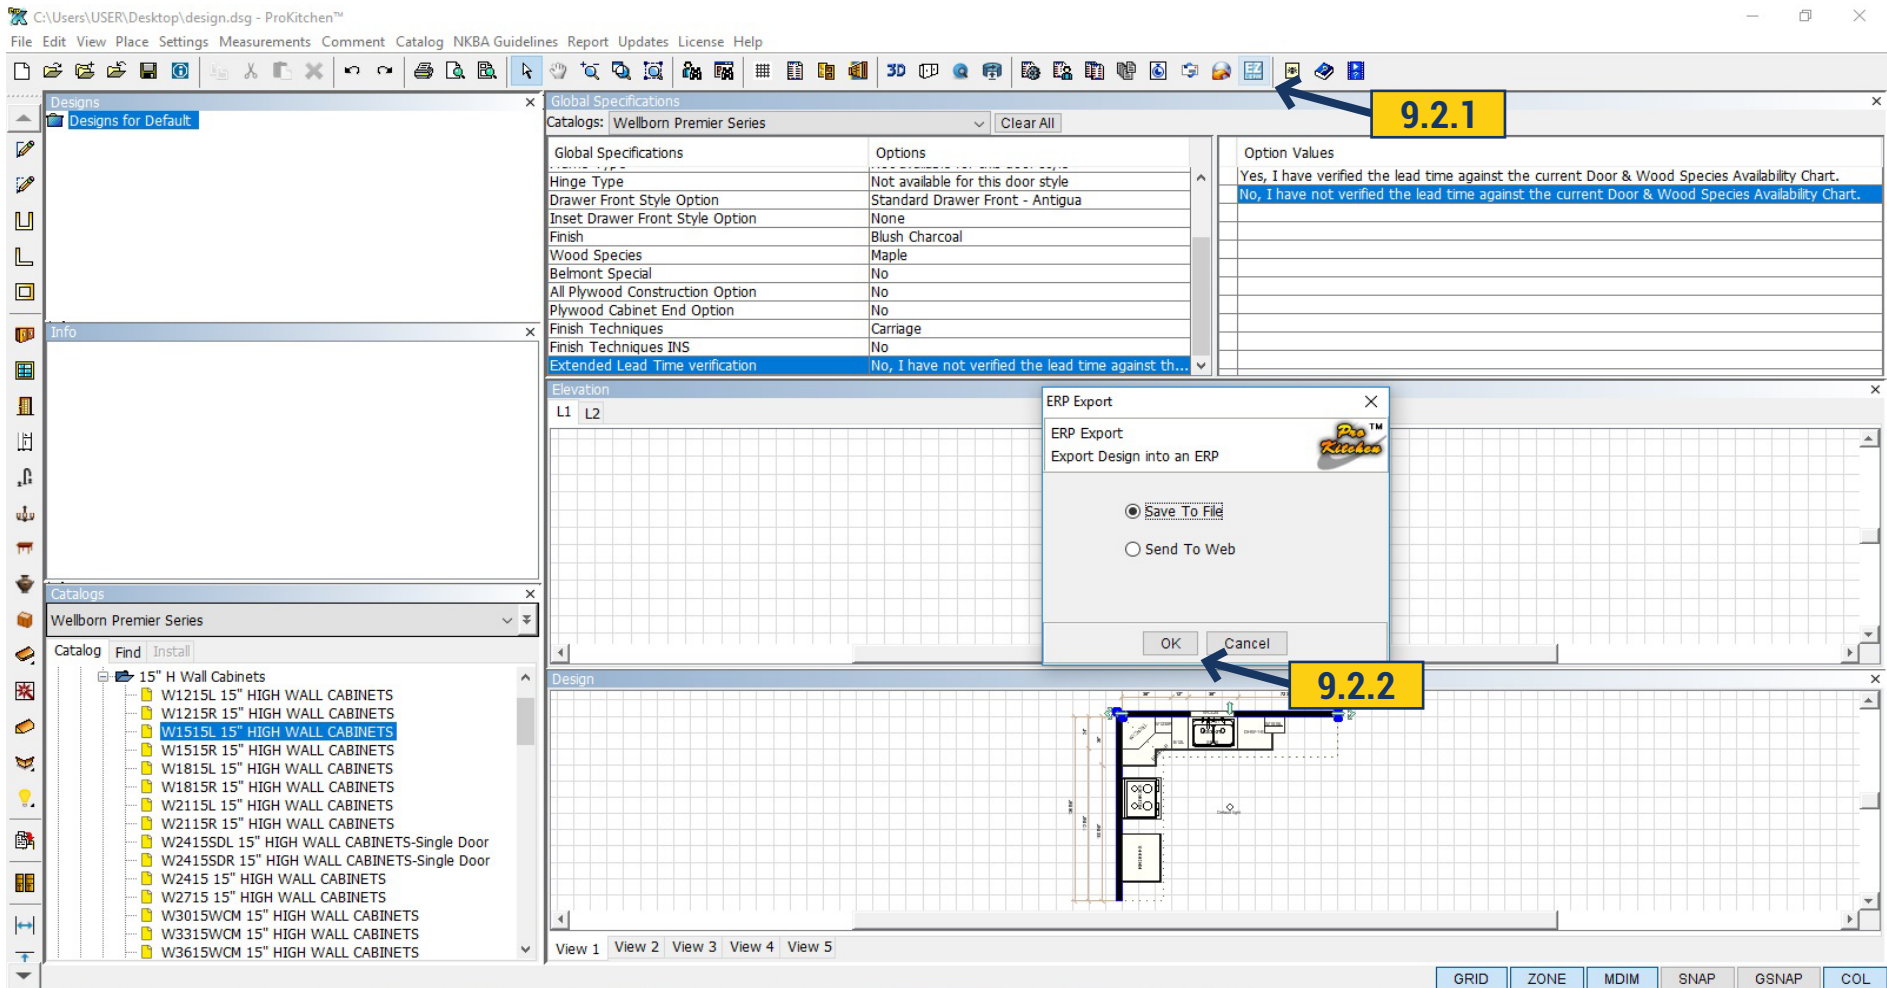 C:\Users\USER\Desktop\design.dsg - ProKitchen™
File Edit View Place Settings Measurements Comment Catalog NKBA Guidelines Report Updates License Help
3D
EZ
9.2.1
Designs
Designs for Default
Global Specifications
Catalogs: Wellborn Premier Series Clear All
Global Specifications Options
Hinge Type Not available for this door style
Drawer Front Style Option Standard Drawer Front - Antigua
Inset Drawer Front Style Option None
Finish Blush Charcoal
Wood Species Maple
Belmont Special No
All Plywood Construction Option No
Plywood Cabinet End Option No
Finish Techniques Carriage
Finish Techniques INS No
Extended Lead Time verification No, I have not verified the lead time against th...
Option Values
Yes, I have verified the lead time against the current Door & Wood Species Availability Chart.
No, I have not verified the lead time against the current Door & Wood Species Availability Chart.
Info
Elevation
L1 L2
ERP Export
ERP Export
Export Design into an ERP
Pro Kitchen TM
Save To File
Send To Web
OK Cancel
9.2.2
Catalogs
Wellborn Premier Series
Catalog Find Install
15" H Wall Cabinets
W1215L 15" HIGH WALL CABINETS
W1215R 15" HIGH WALL CABINETS
W1515L 15" HIGH WALL CABINETS
W1515R 15" HIGH WALL CABINETS
W1815L 15" HIGH WALL CABINETS
W1815R 15" HIGH WALL CABINETS
W2115L 15" HIGH WALL CABINETS
W2115R 15" HIGH WALL CABINETS
W2415SDL 15" HIGH WALL CABINETS-Single Door
W2415SDR 15" HIGH WALL CABINETS-Single Door
W2415 15" HIGH WALL CABINETS
W2715 15" HIGH WALL CABINETS
W3015WCM 15" HIGH WALL CABINETS
W3315WCM 15" HIGH WALL CABINETS
W3615WCM 15" HIGH WALL CABINETS
Design
View 1 View 2 View 3 View 4 View 5
GRID ZONE MDIM SNAP GSNAP COL